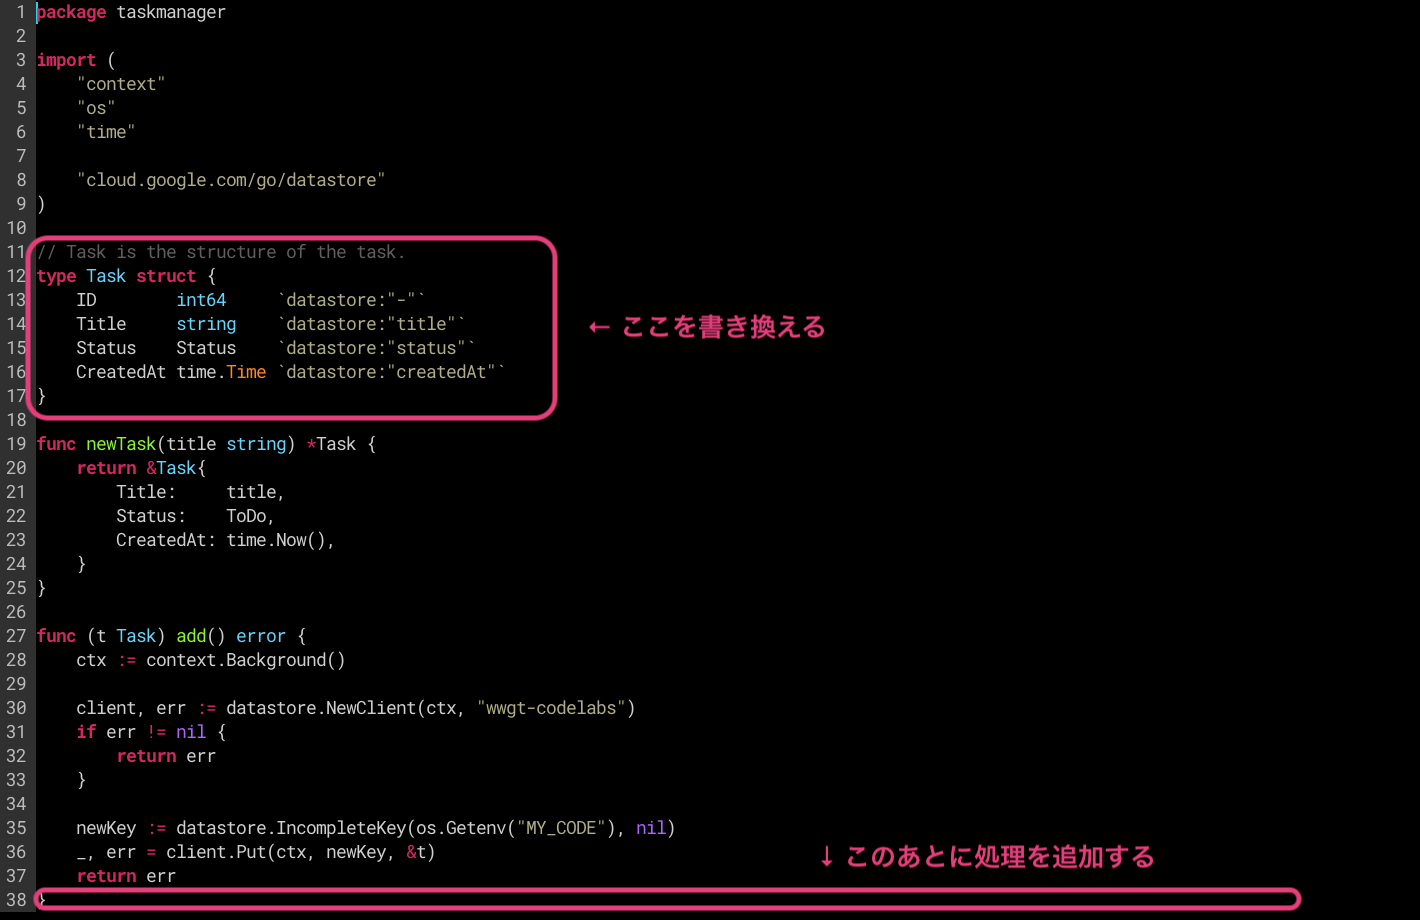 1 package taskmanager
2
3 import (
4     "context"
5     "os"
6     "time"
7
8     "cloud.google.com/go/datastore"
9 )
10
11 // Task is the structure of the task.
12 type Task struct {
13     ID        int64     `datastore:"-"`
14     Title     string    `datastore:"title"`
← ここを書き換える
15     Status    Status    `datastore:"status"`
16     CreatedAt time.Time `datastore:"createdAt"`
17 }
18
19 func newTask(title string) *Task {
20     return &Task{
21         Title:     title,
22         Status:    ToDo,
23         CreatedAt: time.Now(),
24     }
25 }
26
27 func (t Task) add() error {
28     ctx := context.Background()
29
30     client, err := datastore.NewClient(ctx, "wwgt-codelabs")
31     if err != nil {
32         return err
33     }
34
35     newKey := datastore.IncompleteKey(os.Getenv("MY_CODE"), nil)
36     _, err = client.Put(ctx, newKey, &t)
↓ このあとに処理を追加する
37     return err
38 }